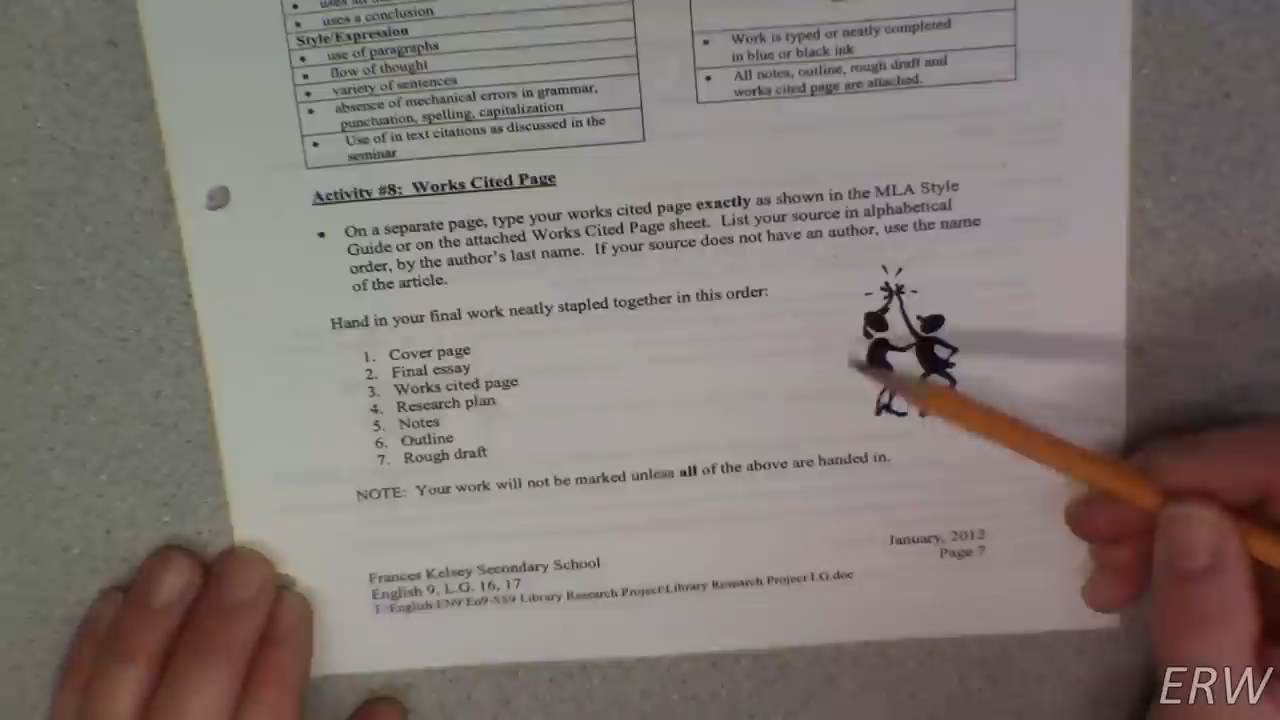 uses a conclusion
Style/Expression
use of paragraphs
flow of thought
variety of sentences
absence of mechanical errors in grammar,
punctuation, spelling, capitalization
Use of in text citations as discussed in the
seminar
Work is typed or neatly completed
in blue or black ink
All notes, outline, rough draft and
works cited page are attached.
Activity #8: Works Cited Page
On a separate page, type your works cited page exactly as shown in the MLA Style
Guide or on the attached Works Cited Page sheet. List your source in alphabetical
order, by the author's last name. If your source does not have an author, use the name
of the article.
Hand in your final work neatly stapled together in this order:
1. Cover page
2. Final essay
3. Works cited page
4. Research plan
5. Notes
6. Outline
7. Rough draft
NOTE: Your work will not be marked unless all of the above are handed in.
January, 2012
Page 7
Frances Kelsey Secondary School
English 9, L.G. 16, 17
Library Research Project\Library Research Project LG.doc
ERW